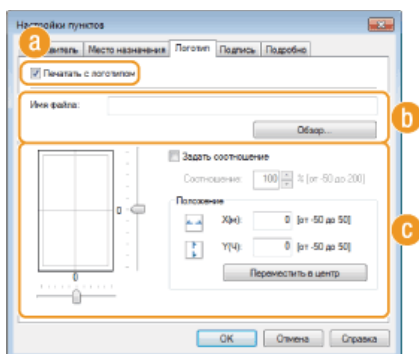 Настройки пунктов
a
Место назначения Логотип Подпись Подробно
Печатать с логотипом
Имя файла:
b
Обзор...
Задать соотношение
Соотношение: 100 % [от -50 до 200]
Положение
0 X(И): 0 [от -50 до 50]
c
Y(Ч): 0 [от -50 до 50]
0 Переместить в центр
OK Отмена Справка